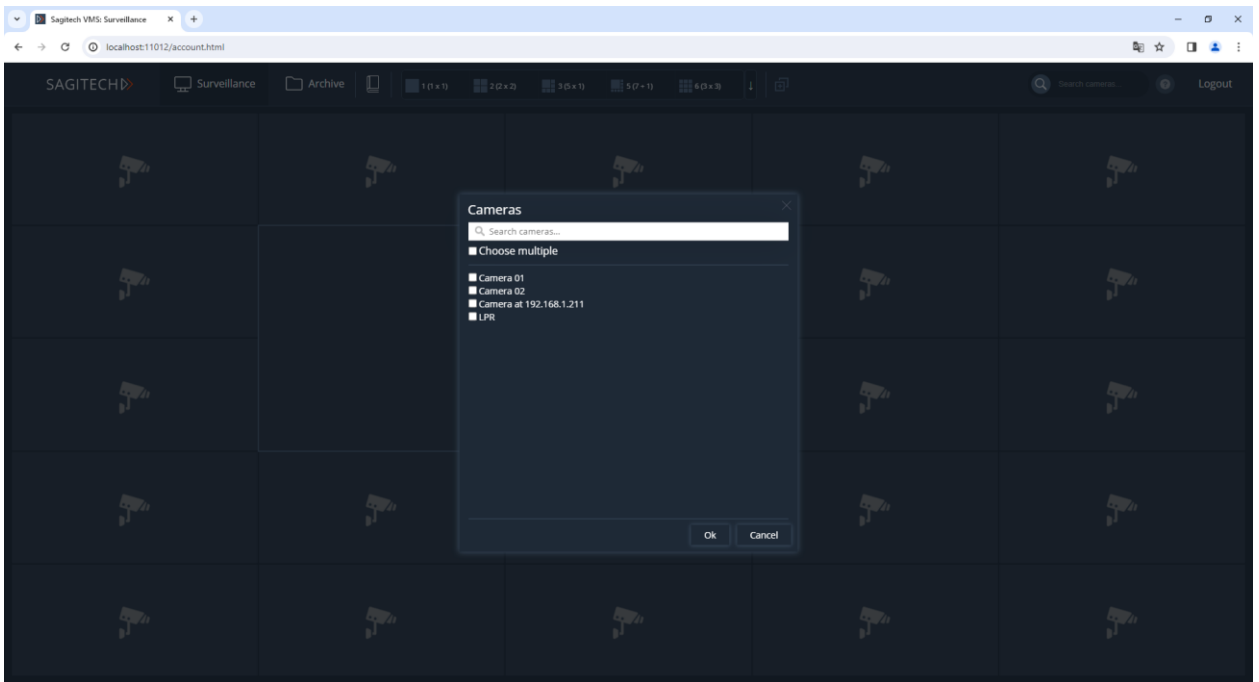 Sagitech VMS: Surveillance
localhost:11012/account.html
SAGITECH Surveillance Archive 1 (1 x 1) 2 (2 x 2) 3 (5 x 1) 5 (7 + 1) 6 (3 x 3) Search cameras... Logout
Cameras
Search cameras...
Choose multiple
Camera 01
Camera 02
Camera at 192.168.1.211
LPR
Ok Cancel